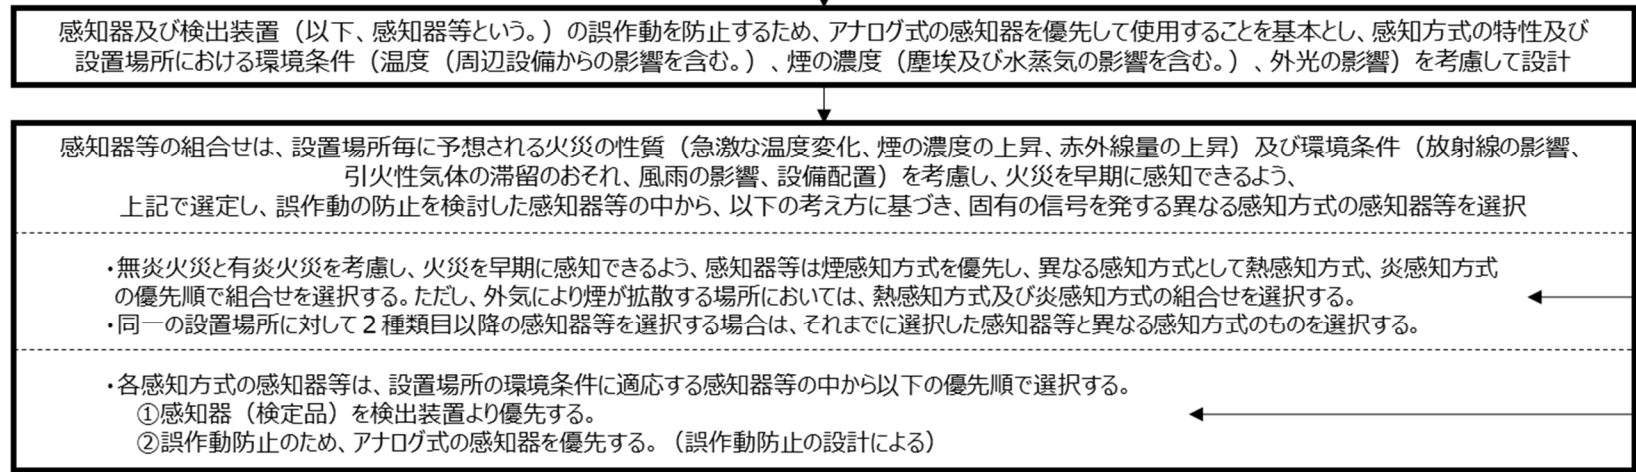 感知器及び検出装置（以下、感知器等という。）の誤作動を防止するため、アナログ式の感知器を優先して使用することを基本とし、感知方式の特性及び
設置場所における環境条件（温度（周辺設備からの影響を含む。）、煙の濃度（塵埃及び水蒸気の影響を含む。）、外光の影響）を考慮して設計
感知器等の組合せは、設置場所毎に予想される火災の性質（急激な温度変化、煙の濃度の上昇、赤外線量の上昇）及び環境条件（放射線の影響、
引火性気体の滞留のおそれ、風雨の影響、設備配置）を考慮し、火災を早期に感知できるよう、
上記で選定し、誤作動の防止を検討した感知器等の中から、以下の考え方に基づき、固有の信号を発する異なる感知方式の感知器等を選択
・無炎火災と有炎火災を考慮し、火災を早期に感知できるよう、感知器等は煙感知方式を優先し、異なる感知方式として熱感知方式、炎感知方式
の優先順で組合せを選択する。ただし、外気により煙が拡散する場所においては、熱感知方式及び炎感知方式の組合せを選択する。
・同一の設置場所に対して２種類目以降の感知器等を選択する場合は、それまでに選択した感知器等と異なる感知方式のものを選択する。
・各感知方式の感知器等は、設置場所の環境条件に適応する感知器等の中から以下の優先順で選択する。
①感知器（検定品）を検出装置より優先する。
②誤作動防止のため、アナログ式の感知器を優先する。（誤作動防止の設計による）